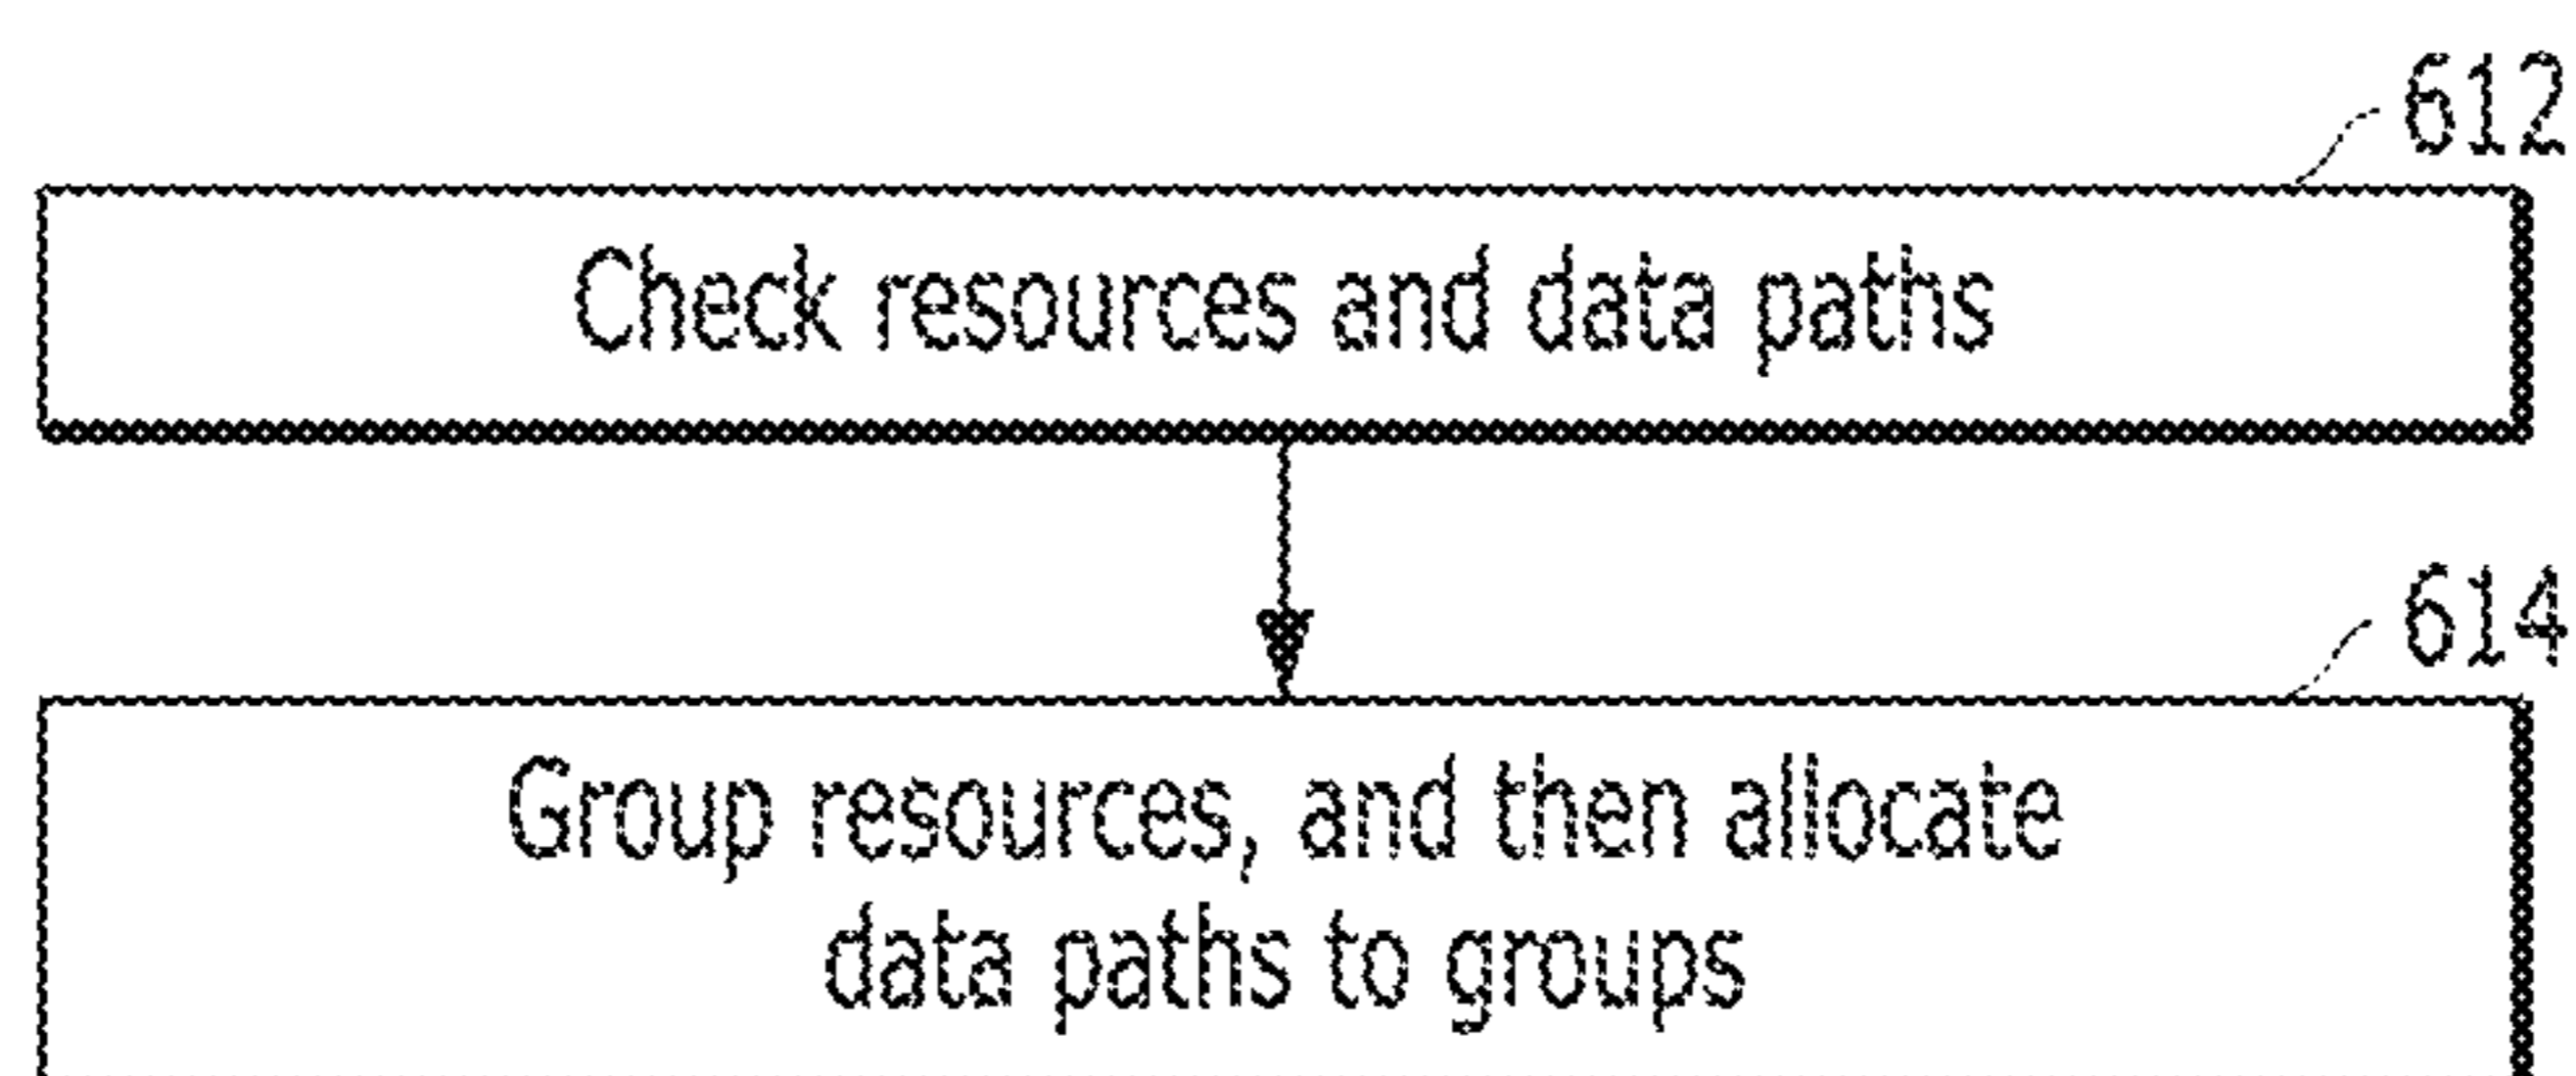 612
Check resources and data paths
614
Group resources, and then allocate
data paths to groups